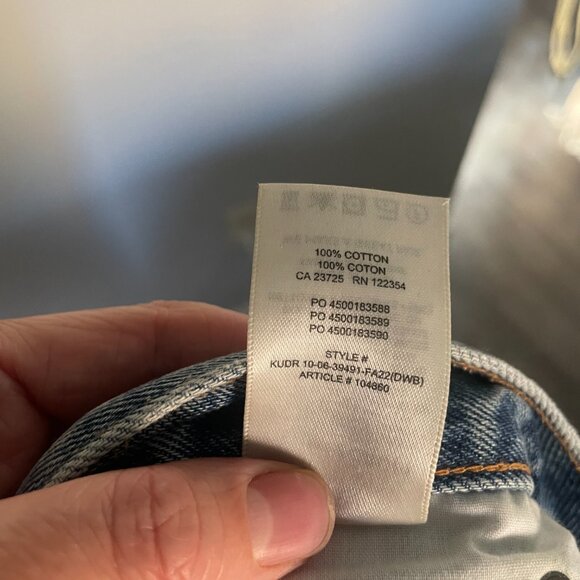 100% COTTON
100% COTON
CA 23725 RN 122354
PO 4500183588
PO 4500183589
PO 4500183590
STYLE #
KUDR 10-06-39491-FA22(DWB)
ARTICLE # 104860